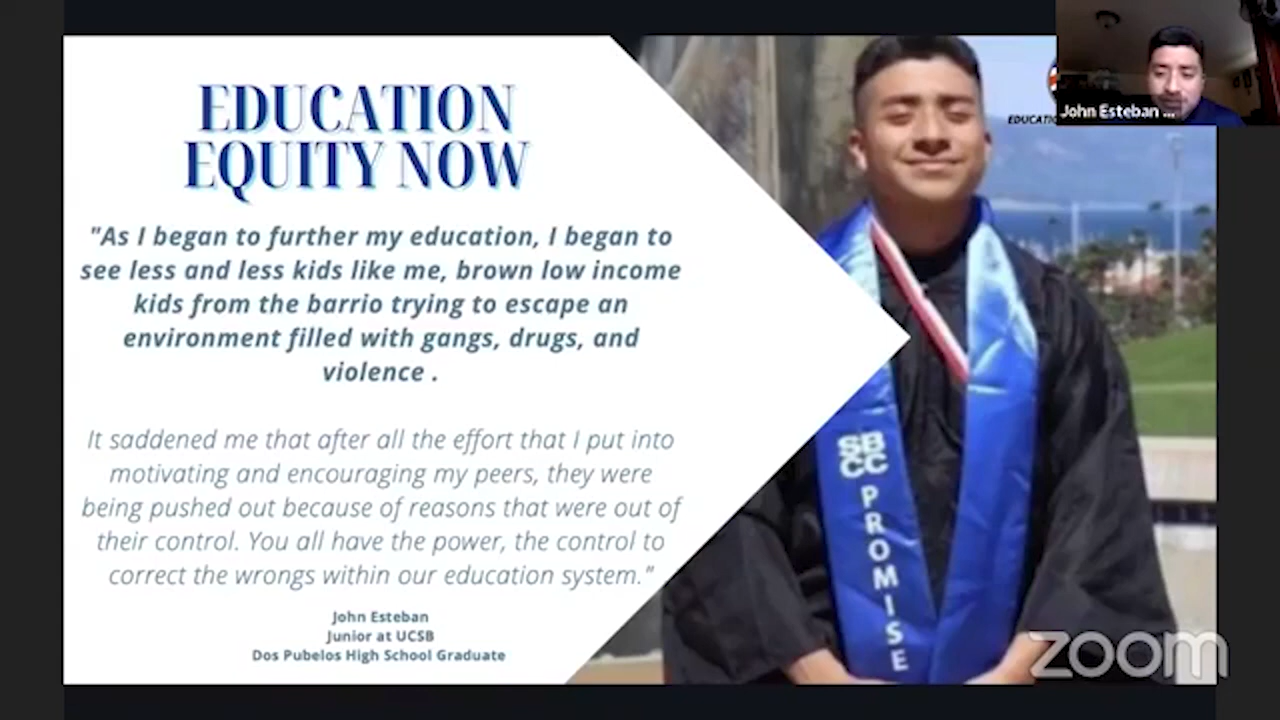 EDUCATION
EQUITY NOW
"As I began to further my education, I began to
see less and less kids like me, brown low income
kids from the barrio trying to escape an
environment filled with gangs, drugs, and
violence .
It saddened me that after all the effort that I put into
motivating and encouraging my peers, they were
being pushed out because of reasons that were out of
their control. You all have the power, the control to
correct the wrongs within our education system."
John Esteban
Junior at UCSB
Dos Pubelos High School Graduate
SB
CC
PROMISE
John Esteban ...
zoom